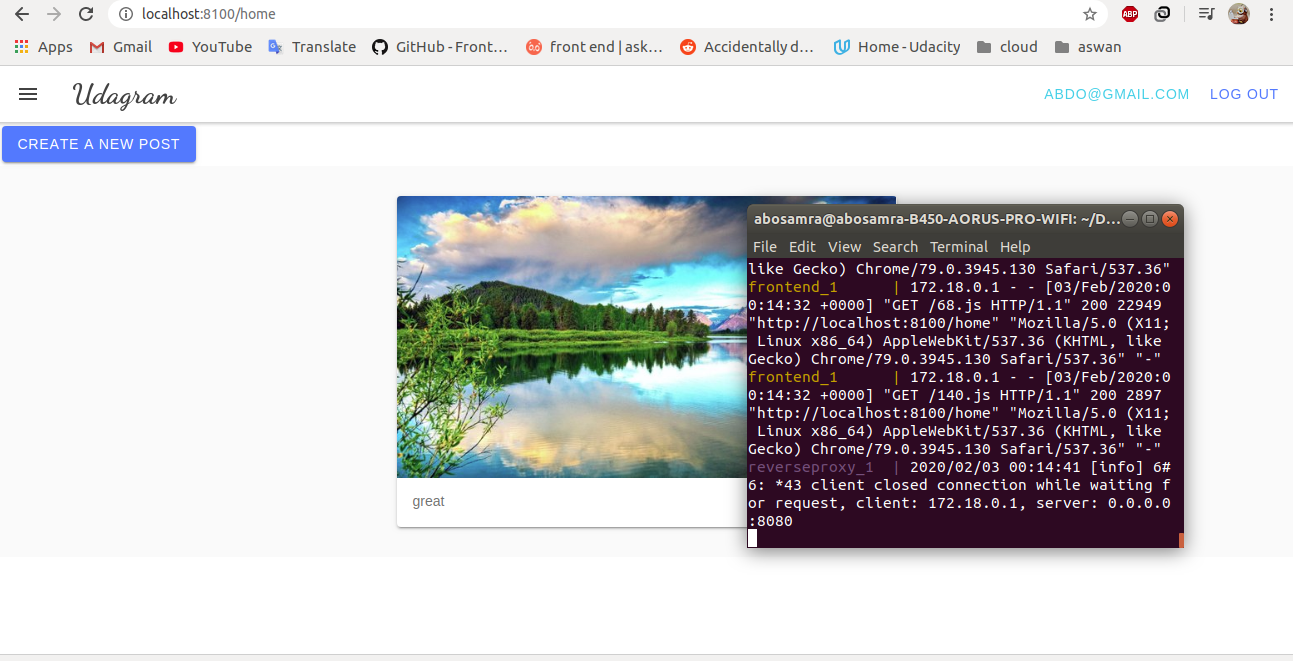 localhost:8100/home
ABP
Apps Gmail YouTube Translate GitHub - Front... front end | ask... Accidentally d... Home - Udacity cloud aswan
Udagram ABDO@GMAIL.COM LOG OUT
CREATE A NEW POST
great
abosamra@abosamra-B450-AORUS-PRO-WIFI: ~/D...
File Edit View Search Terminal Help
like Gecko) Chrome/79.0.3945.130 Safari/537.36"
frontend_1 | 172.18.0.1 - - [03/Feb/2020:0
0:14:32 +0000] "GET /68.js HTTP/1.1" 200 22949
"http://localhost:8100/home" "Mozilla/5.0 (X11;
Linux x86_64) AppleWebKit/537.36 (KHTML, like
Gecko) Chrome/79.0.3945.130 Safari/537.36" "-"
frontend_1 | 172.18.0.1 - - [03/Feb/2020:0
0:14:32 +0000] "GET /140.js HTTP/1.1" 200 2897
"http://localhost:8100/home" "Mozilla/5.0 (X11;
Linux x86_64) AppleWebKit/537.36 (KHTML, like
Gecko) Chrome/79.0.3945.130 Safari/537.36" "-"
reverseproxy_1 | 2020/02/03 00:14:41 [info] 6#
6: *43 client closed connection while waiting f
or request, client: 172.18.0.1, server: 0.0.0.0
:8080